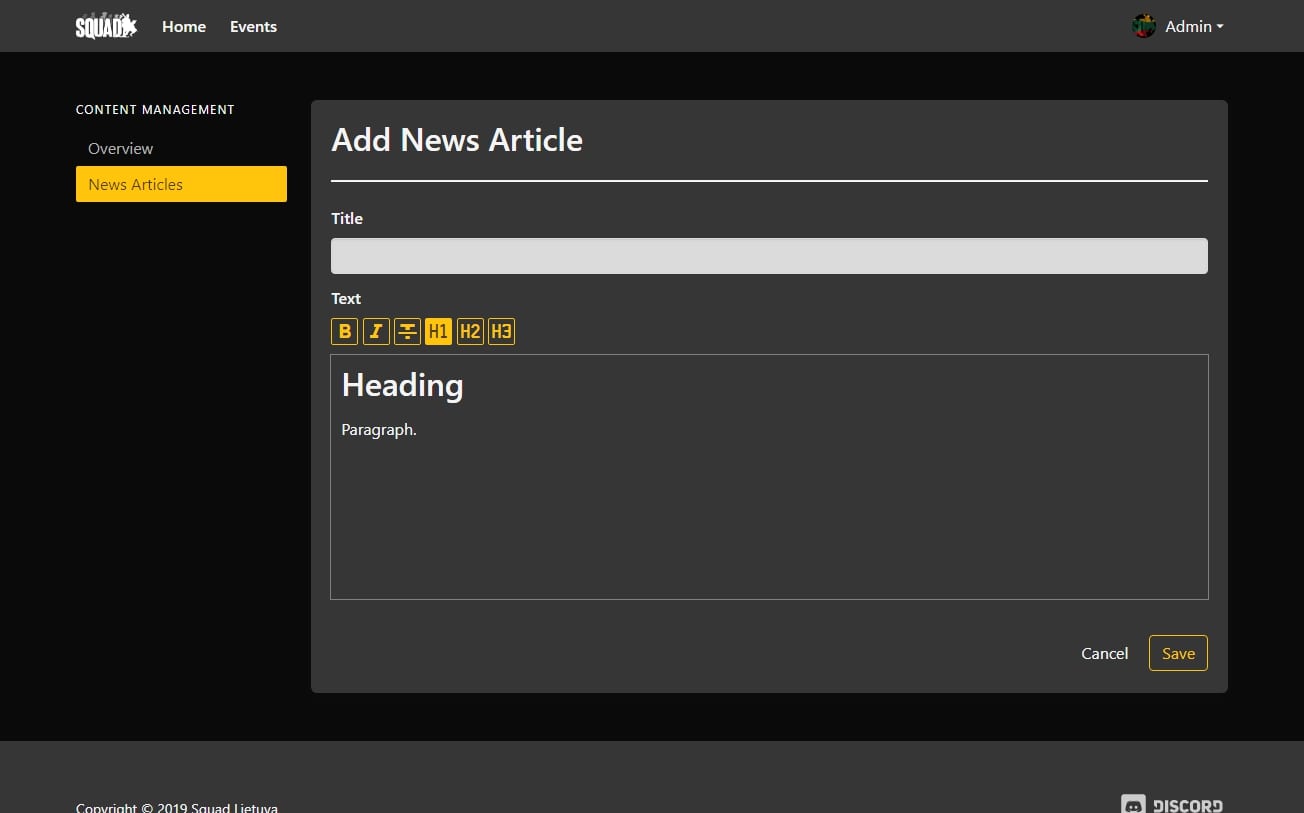 SQUAD Home Events Admin
CONTENT MANAGEMENT
Overview
News Articles
Add News Article
Title
Text
B I T H1 H2 H3
Heading
Paragraph.
Cancel Save
Copyright © 2019 Squad Lietuva
DISCORD